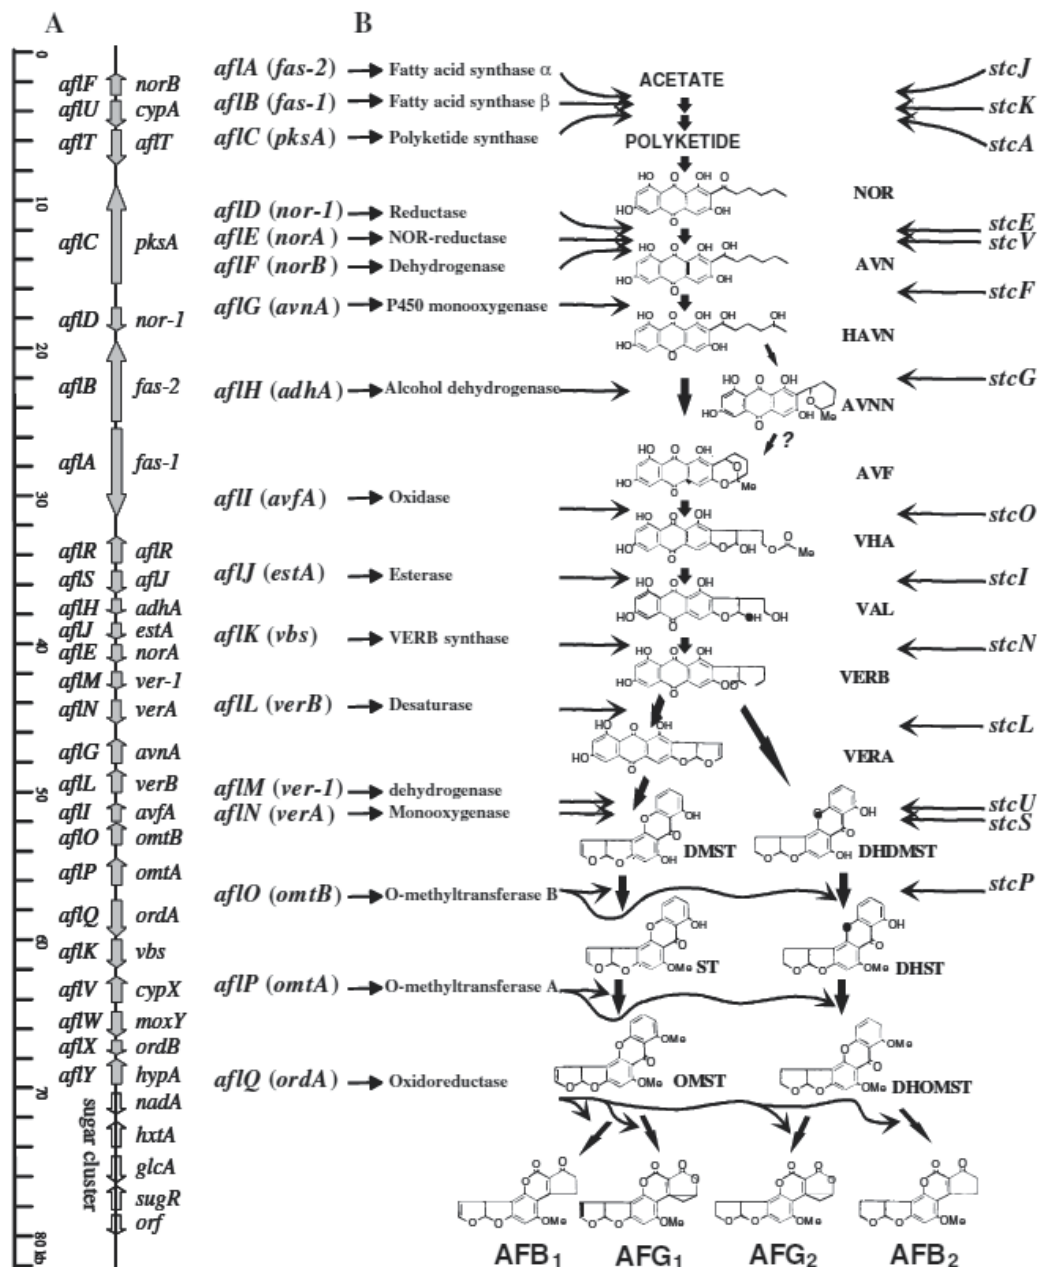 A
B
0
aflF norB
aflU cypA
aflT aflT
10
aflC pksA
aflD nor-1
20
aflB fas-2
aflA fas-1
30
aflR aflR
aflS aflJ
aflH adhA
aflJ estA
40
aflE norA
aflM ver-1
aflN verA
aflG avnA
aflL verB
50
aflI avfA
aflO omtB
aflP omtA
aflQ ordA
60
aflK vbs
aflV cypX
aflW moxY
aflX ordB
aflY hypA
70
nadA
hxtA
glcA
sugR
orf
sugar cluster
80 kb
aflA (fas-2) Fatty acid synthase α
aflB (fas-1) Fatty acid synthase β
aflC (pksA) Polyketide synthase
aflD (nor-1) Reductase
aflE (norA) NOR-reductase
aflF (norB) Dehydrogenase
aflG (avnA) P450 monooxygenase
aflH (adhA) Alcohol dehydrogenase
aflI (avfA) Oxidase
aflJ (estA) Esterase
aflK (vbs) VERB synthase
aflL (verB) Desaturase
aflM (ver-1) dehydrogenase
aflN (verA) Monooxygenase
aflO (omtB) O-methyltransferase B
aflP (omtA) O-methyltransferase A
aflQ (ordA) Oxidoreductase
ACETATE
POLYKETIDE
NOR
AVN
HAVN
AVNN
?
AVF
VHA
VAL
VERB
VERA
DMST DHDMST
ST DHST
OMST DHOMST
AFB1 AFG1 AFG2 AFB2
stcJ
stcK
stcA
stcE
stcV
stcF
stcG
stcO
stcI
stcN
stcL
stcU
stcS
stcP